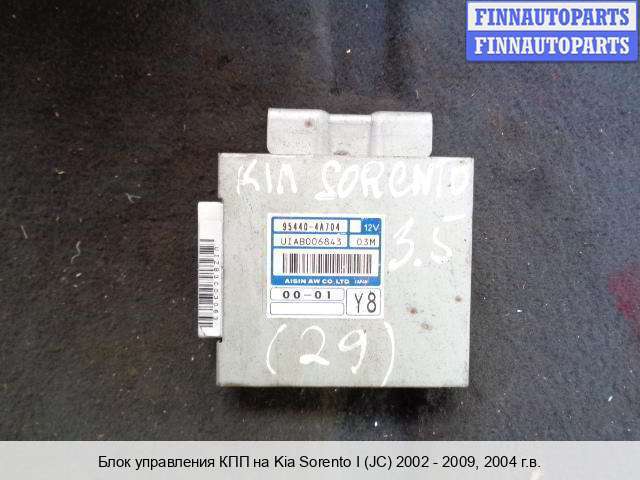 FINNAUTOPARTS
FINNAUTOPARTS
KIA SORENTO
3.5
95440-4A704 12V
UIAB006843 03M
AISIN AW CO.,LTD JAPAN
00-01 Y8
(29)
Блок управления КПП на Kia Sorento I (JC) 2002 - 2009, 2004 г.в.